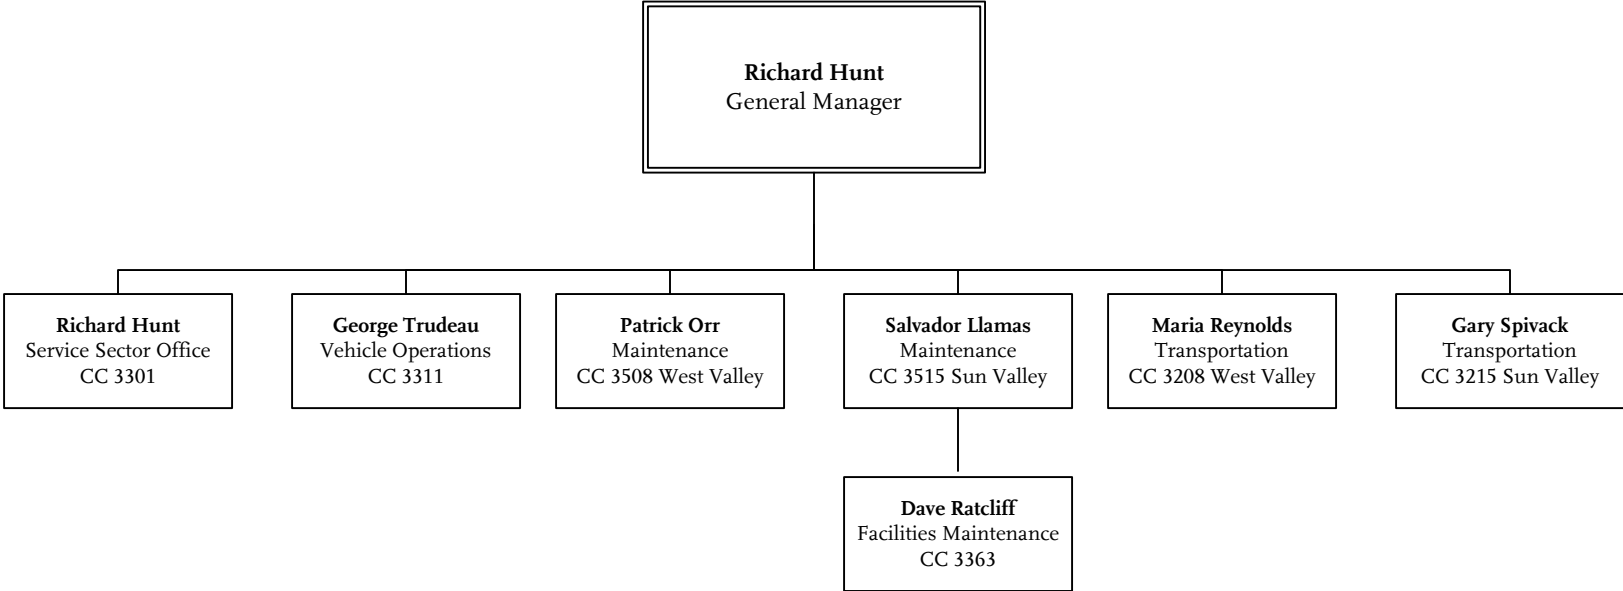 Richard Hunt
General Manager
Richard Hunt
Service Sector Office
CC 3301
George Trudeau
Vehicle Operations
CC 3311
Patrick Orr
Maintenance
CC 3508 West Valley
Salvador Llamas
Maintenance
CC 3515 Sun Valley
Maria Reynolds
Transportation
CC 3208 West Valley
Gary Spivack
Transportation
CC 3215 Sun Valley
Dave Ratcliff
Facilities Maintenance
CC 3363